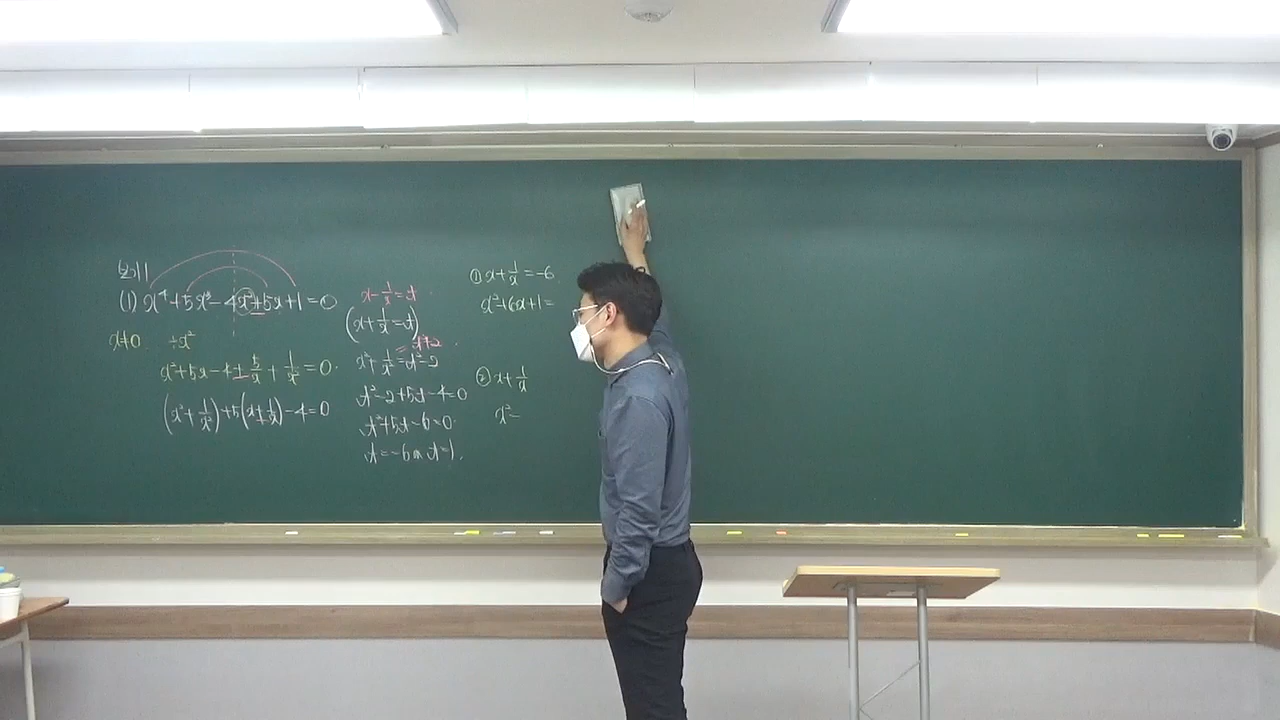 (1) x⁴+5x³-4x²+5x+1=0
x≠0 ÷x²
x²+5x-4+5/x+1/x²=0
(x²+1/x²)+5(x+1/x)-4=0
x-1/x=t
(x+1/x=t)
=t²+2
x²+1/x²=t²-2
t²-2+5t-4=0
t²+5t-6=0
t=-6 or t=1.
① x+1/x=-6
x²+6x+1=
② x+1/x
x²-